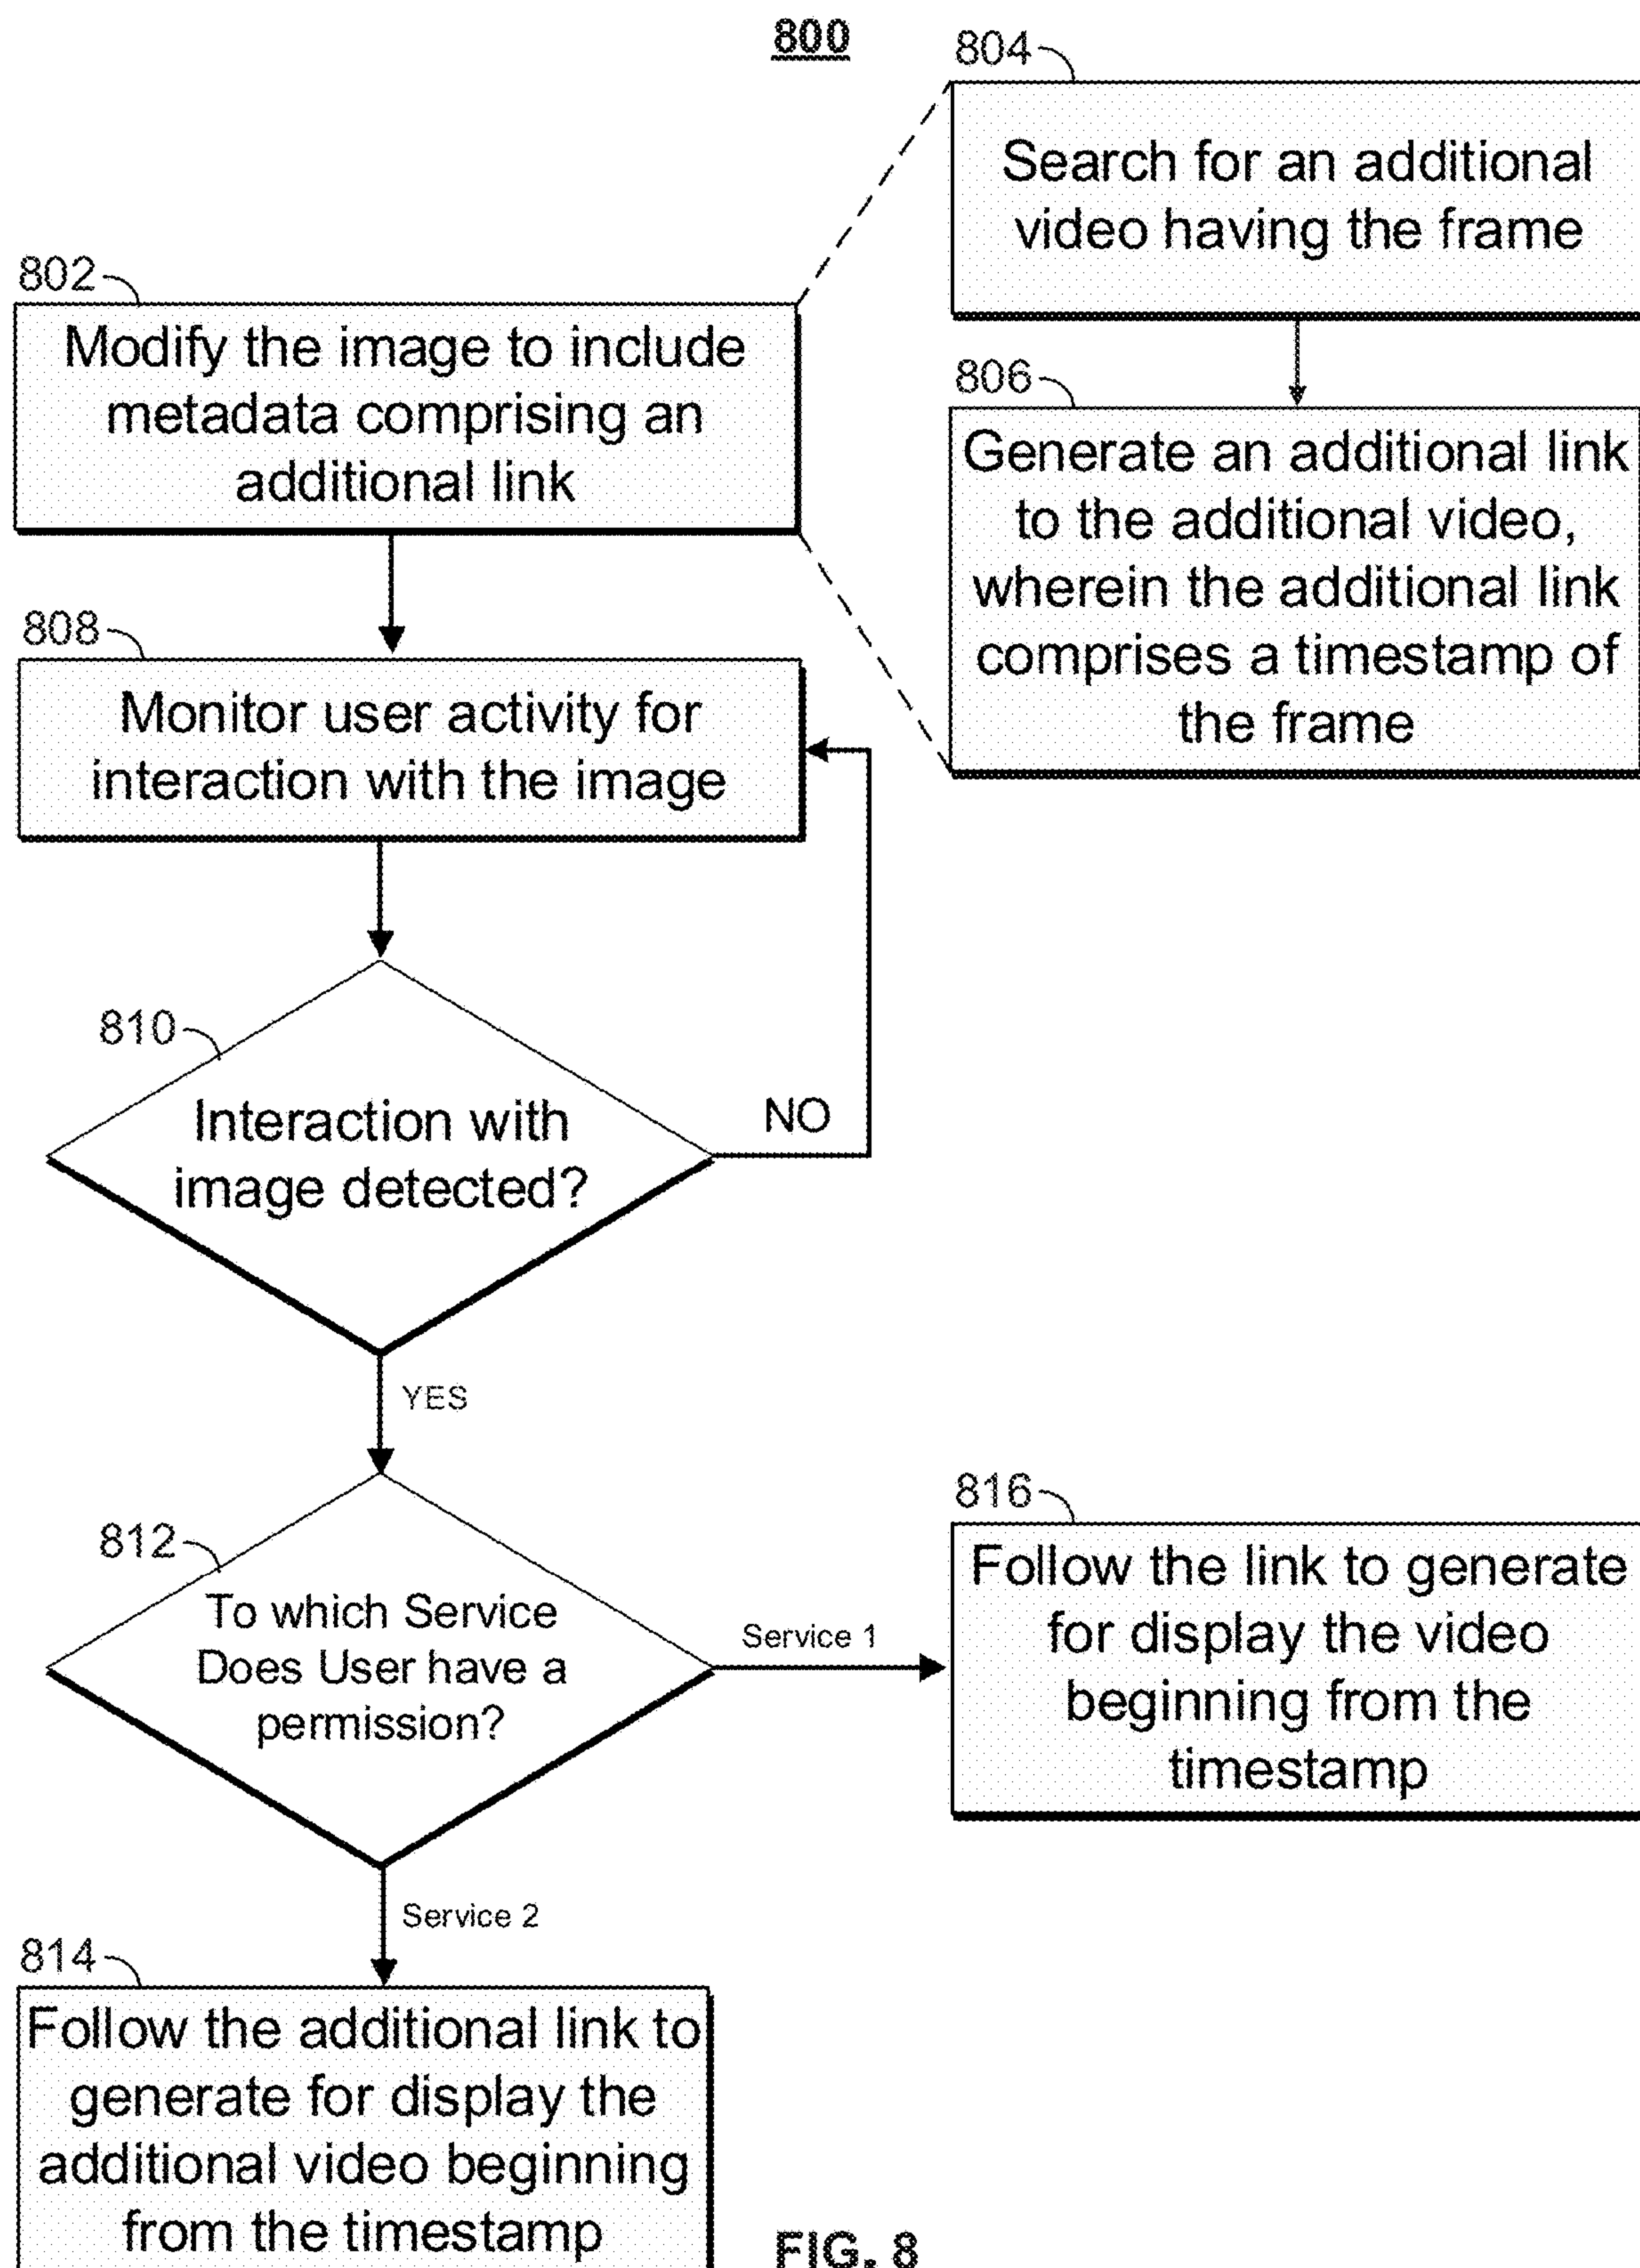 800
804
Search for an additional
video having the frame
802
Modify the image to include
metadata comprising an
additional link
806
Generate an additional link
to the additional video,
wherein the additional link
comprises a timestamp of
the frame
808
Monitor user activity for
interaction with the image
810
Interaction with
image detected?
NO
YES
812
To which Service
Does User have a
permission?
Service 1
816
Follow the link to generate
for display the video
beginning from the
timestamp
Service 2
814
Follow the additional link to
generate for display the
additional video beginning
from the timestamp
FIG. 8